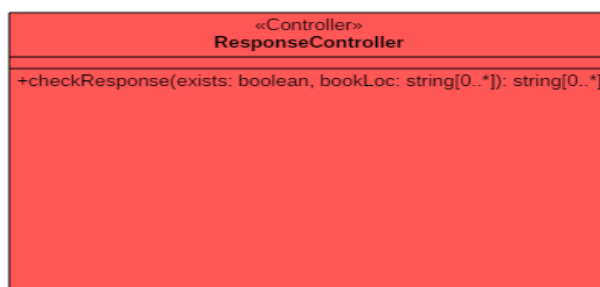 «Controller»
ResponseController
+checkResponse(exists: boolean, bookLoc: string[0..*]): string[0..*]